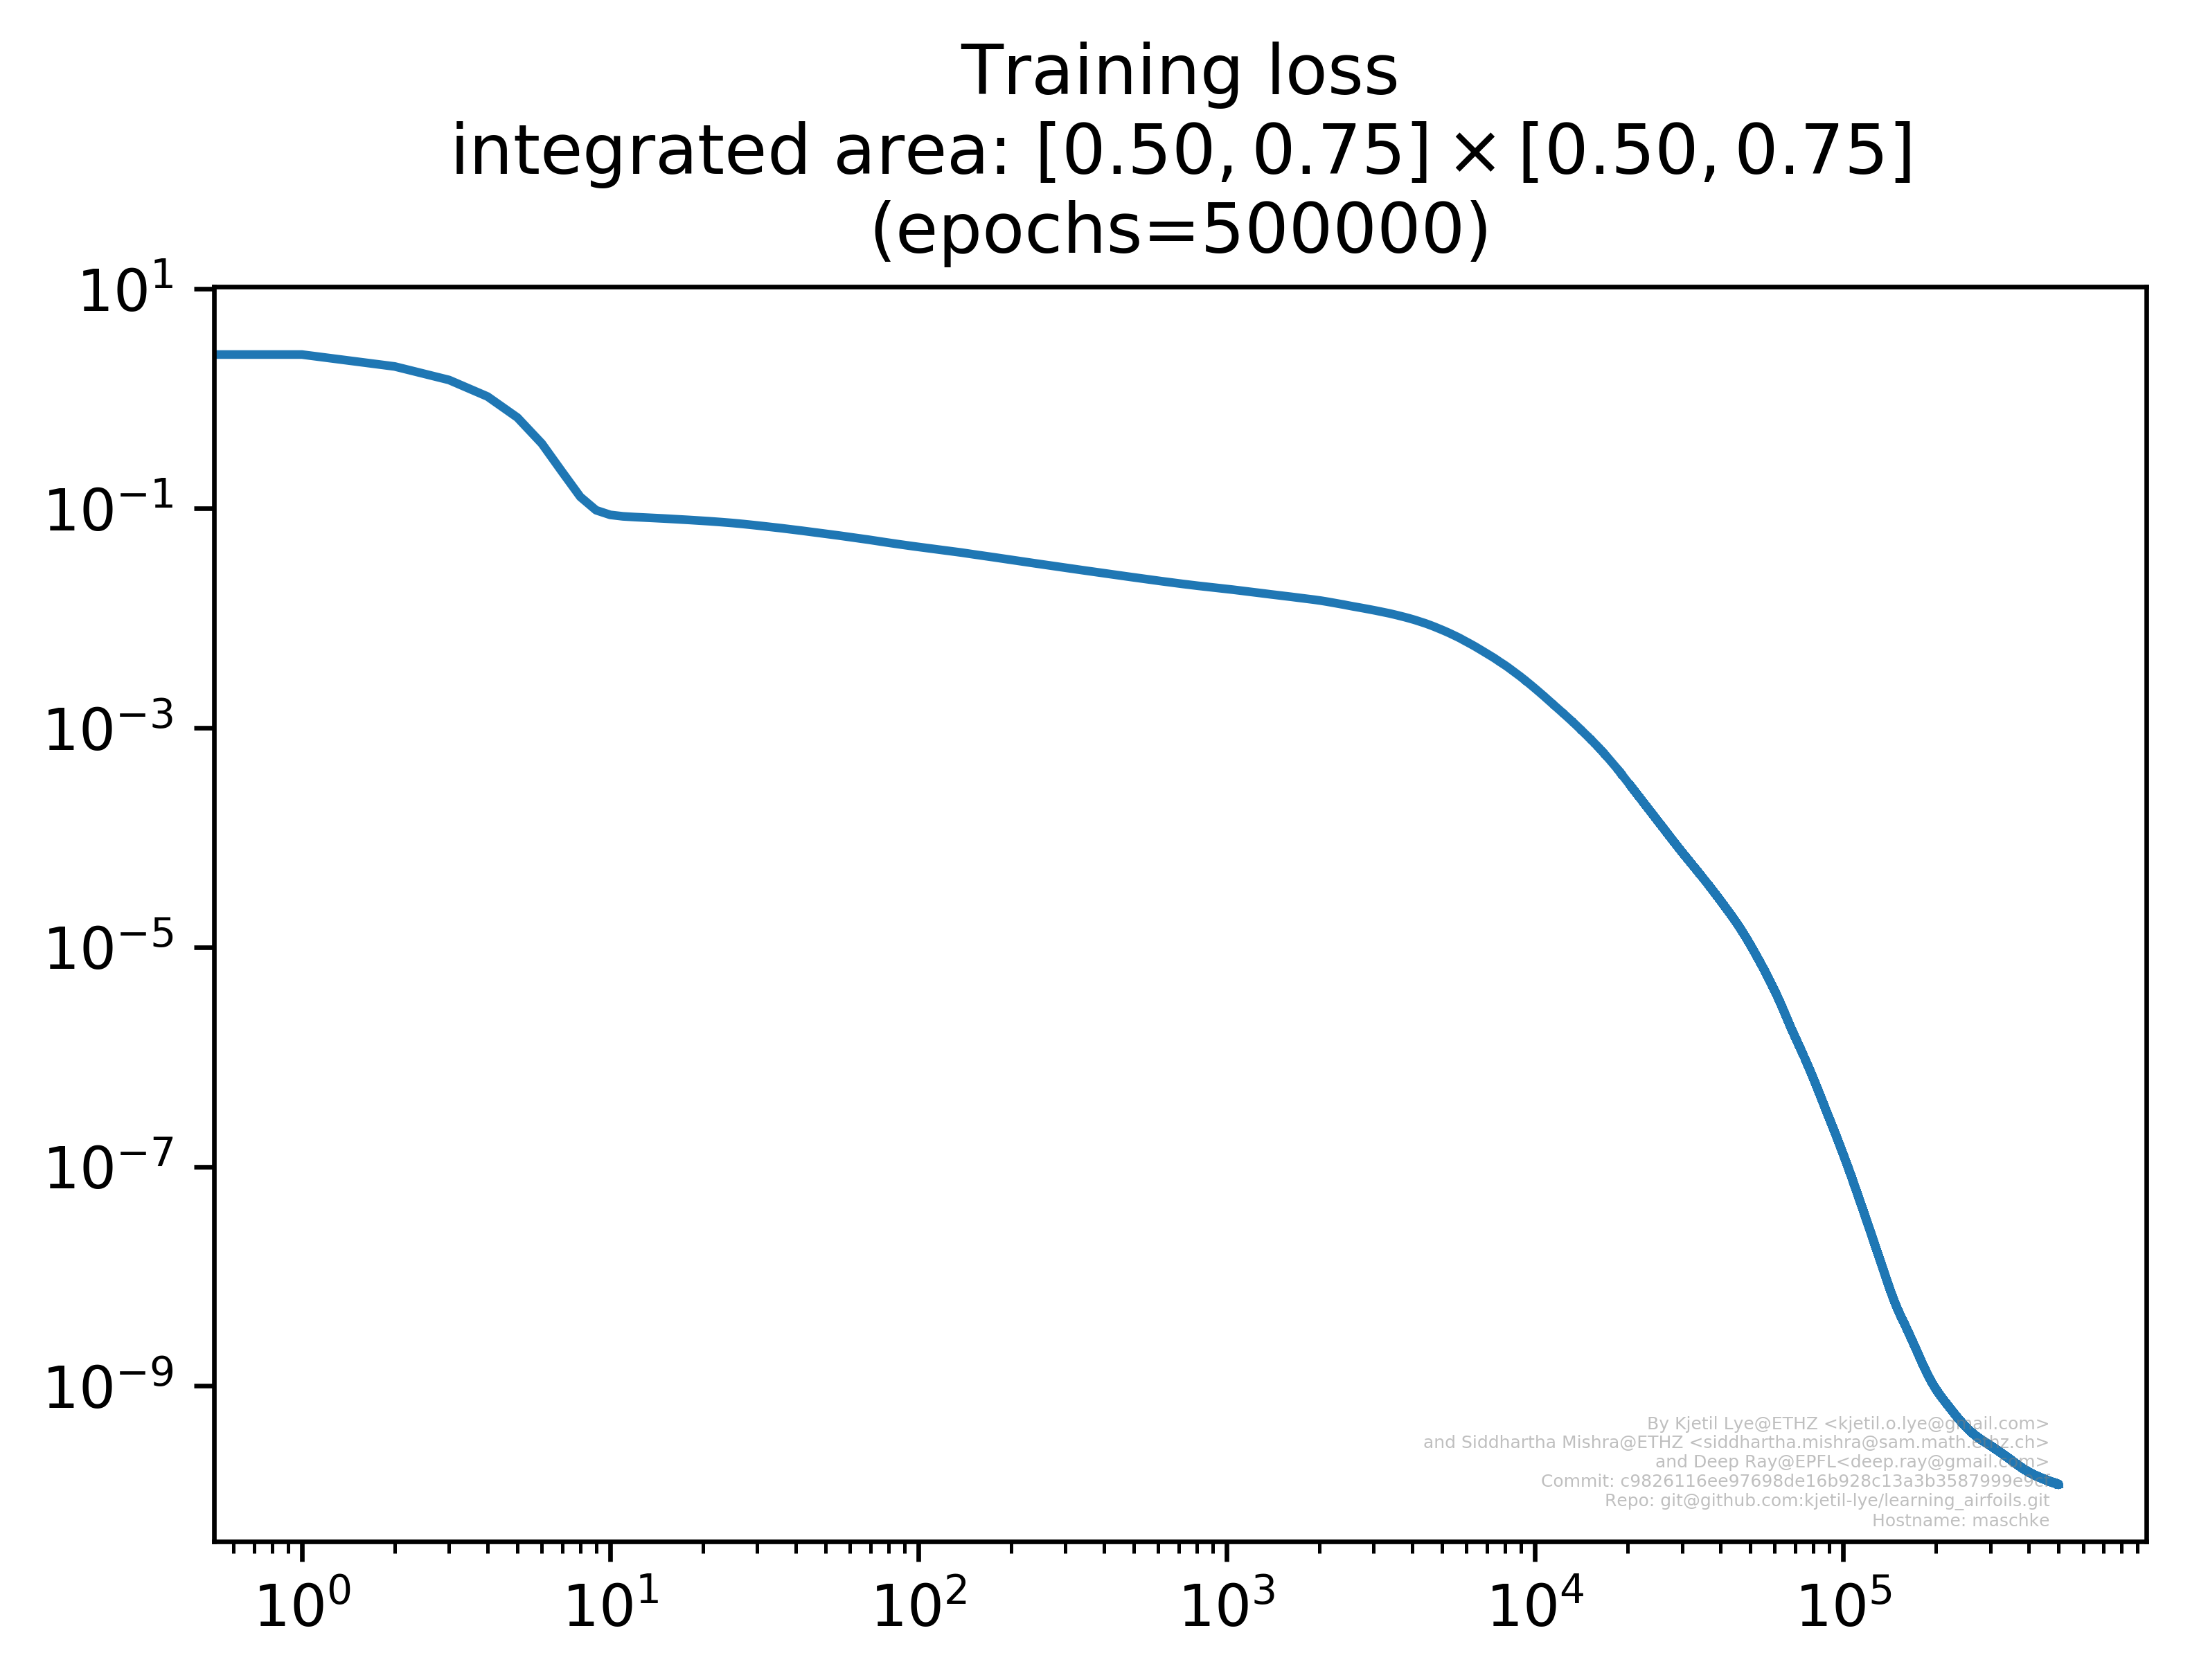 Training loss
integrated area: [0.50, 0.75] × [0.50, 0.75]
(epochs=500000)
10^1
10^−1
10^−3
10^−5
10^−7
10^−9
By Kjetil Lye@ETHZ <kjetil.o.lye@gmail.com>
and Siddhartha Mishra@ETHZ <siddhartha.mishra@sam.math.ethz.ch>
and Deep Ray@EPFL<deep.ray@gmail.com>
Commit:
Repo: git@github.com:kjetil-lye/learning_airfoils.git
Hostname: maschke
10^0 10^1 10^2 10^3 10^4 10^5